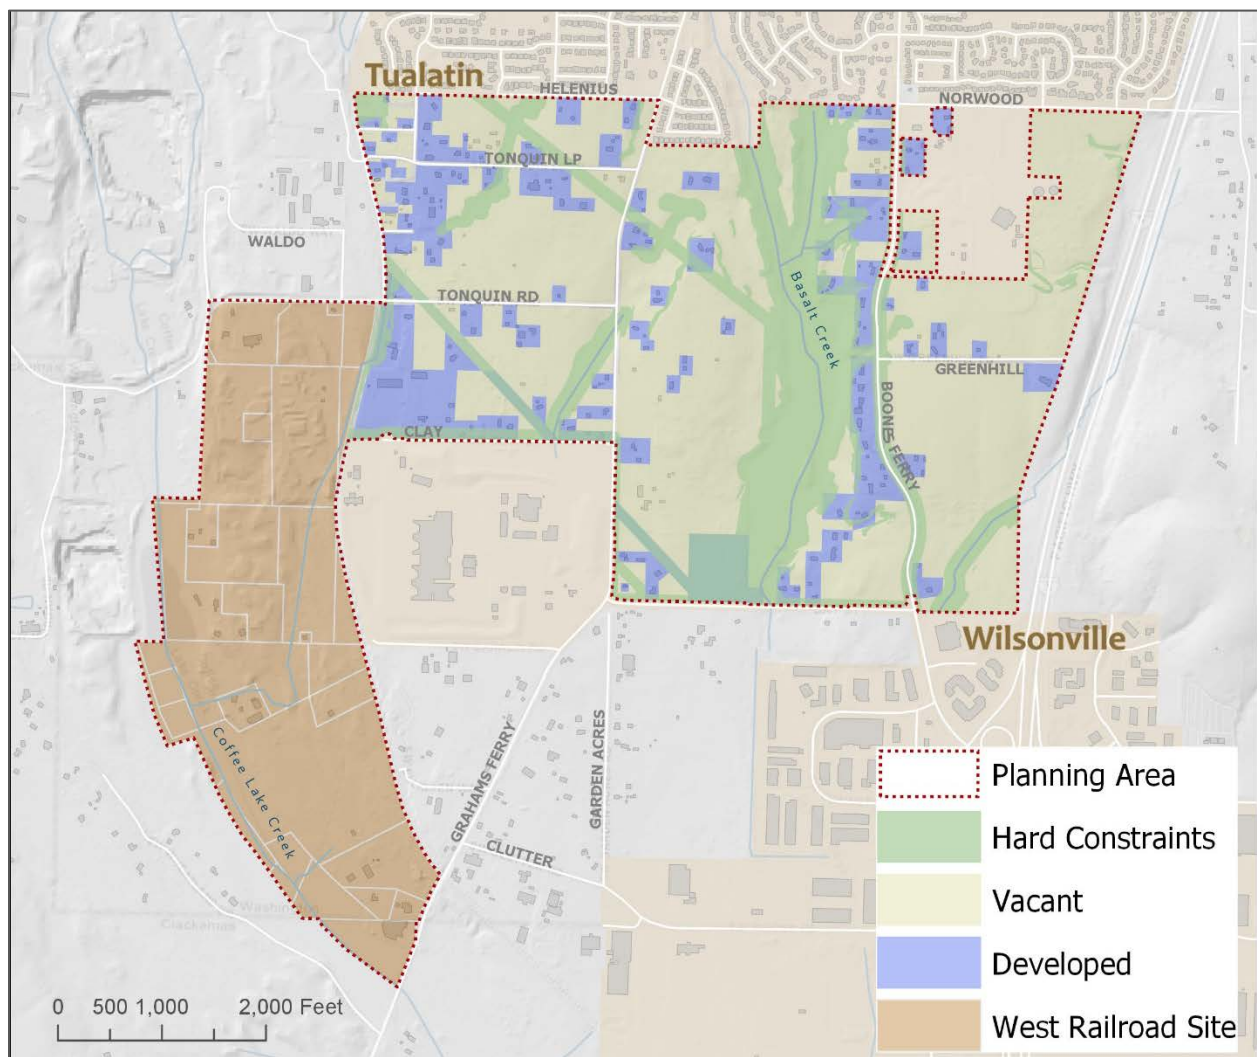 Tualatin
HELENIUS
NORWOOD
TONQUIN LP
WALDO
TONQUIN RD
Basalt Creek
GREENHILL
BOONES FERRY
CLAY
Wilsonville
Coffee Lake Creek
GRAHAMS FERRY
GARDEN ACRES
CLUTTER
Washington
Clackamas
Planning Area
Hard Constraints
Vacant
Developed
West Railroad Site
0 500 1,000 2,000 Feet